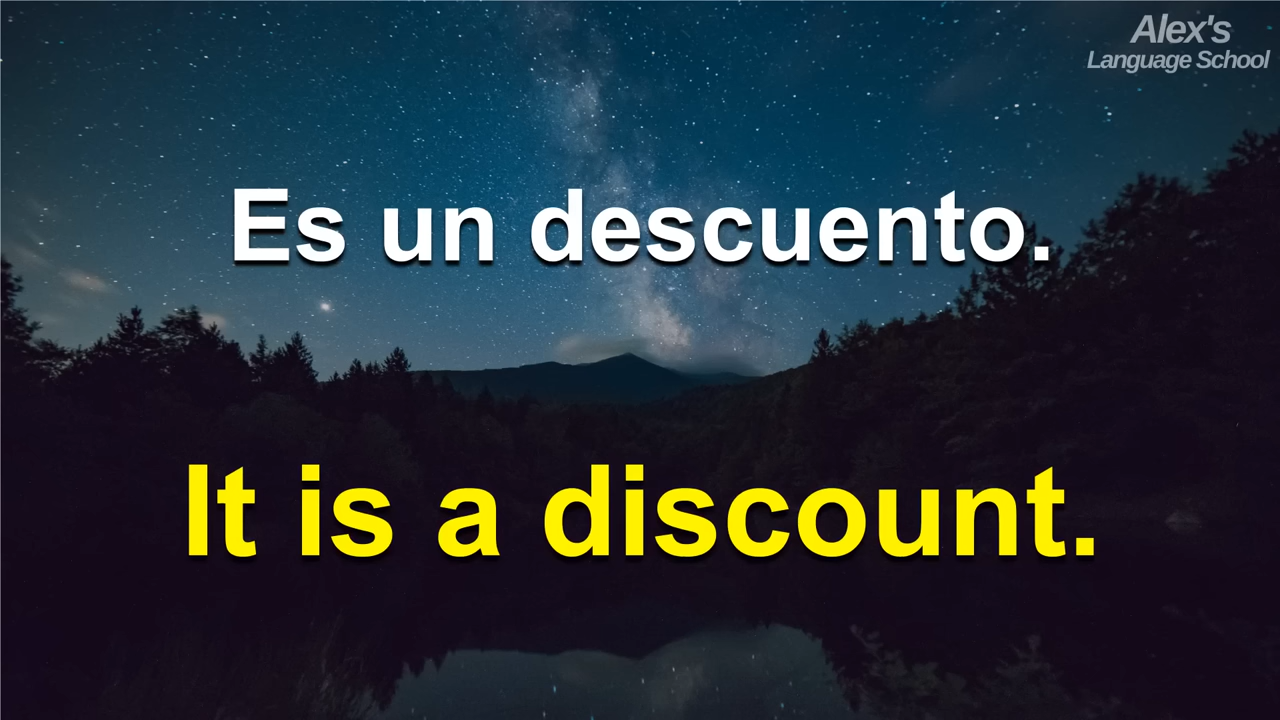 Alex's
Language School
Es un descuento.
It is a discount.